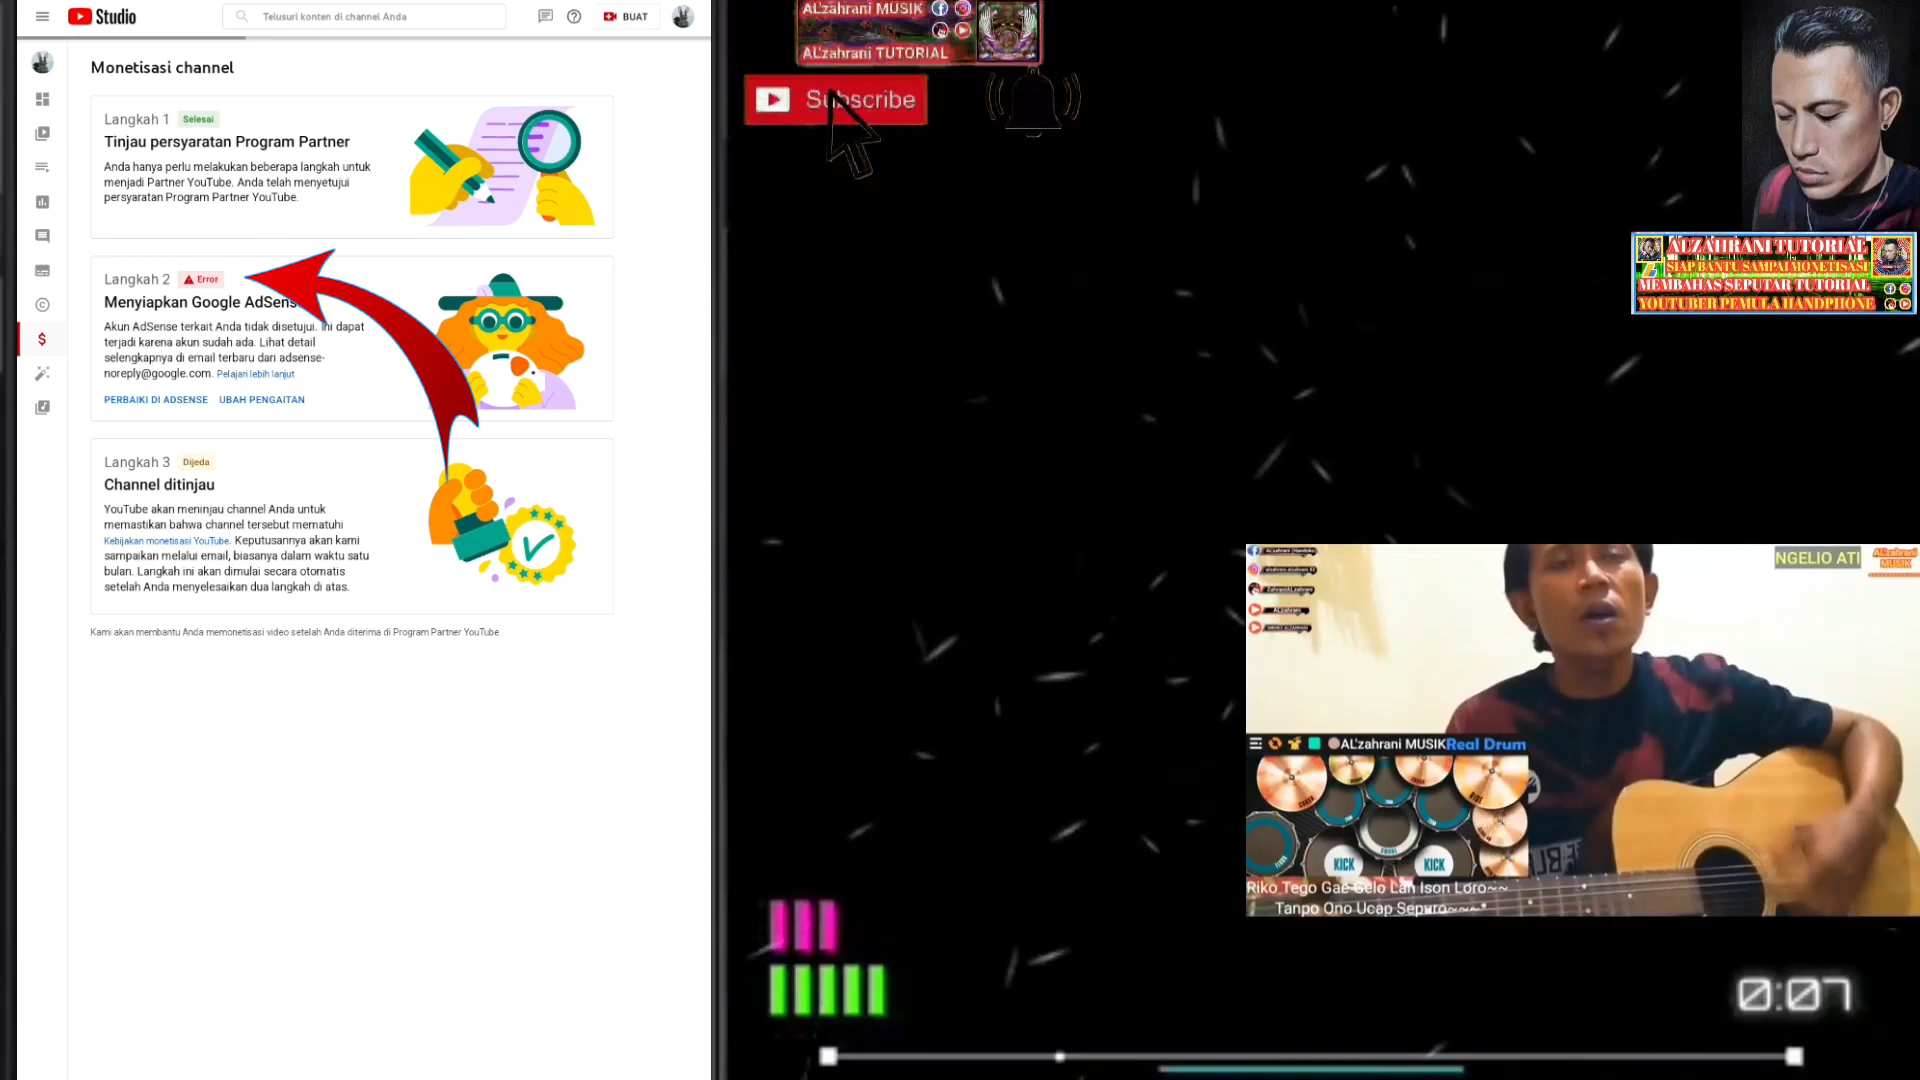 Studio
Telusuri konten di channel Anda
BUAT
Monetisasi channel
Langkah 1 Selesai
Tinjau persyaratan Program Partner
Anda hanya perlu melakukan beberapa langkah untuk
menjadi Partner YouTube. Anda telah menyetujui
persyaratan Program Partner YouTube.
Langkah 2 Error
Menyiapkan Google AdSens
Akun AdSense terkait Anda tidak disetujui. Ini dapat
terjadi karena akun sudah ada. Lihat detail
selengkapnya di email terbaru dari adsense-
noreply@google.com. Pelajari lebih lanjut
PERBAIKI DI ADSENSE UBAH PENGAITAN
Langkah 3 Dijeda
Channel ditinjau
YouTube akan meninjau channel Anda untuk
memastikan bahwa channel tersebut mematuhi
Kebijakan monetisasi YouTube. Keputusannya akan kami
sampaikan melalui email, biasanya dalam waktu satu
bulan. Langkah ini akan dimulai secara otomatis
setelah Anda menyelesaikan dua langkah di atas.
Kami akan membantu Anda memonetisasi video setelah Anda diterima di Program Partner YouTube.
AL'zahrani MUSIK
AL'zahrani TUTORIAL
Subscribe
ALZAHRANI TUTORIAL
SIAP BANTU SAMPAI MONETISASI
MEMBAHAS SEPUTAR TUTORIAL
YOUTUBER PEMULA HANDPHONE
NGELIO ATI
AL'zahrani
MUSIK
AL'zahrani MUSIK Real Drum
KICK
KICK
Riko Tego Gae Gelo Lan Ison Loro~~
Tanpo Ono Ucap Sepuro~~~
0:07